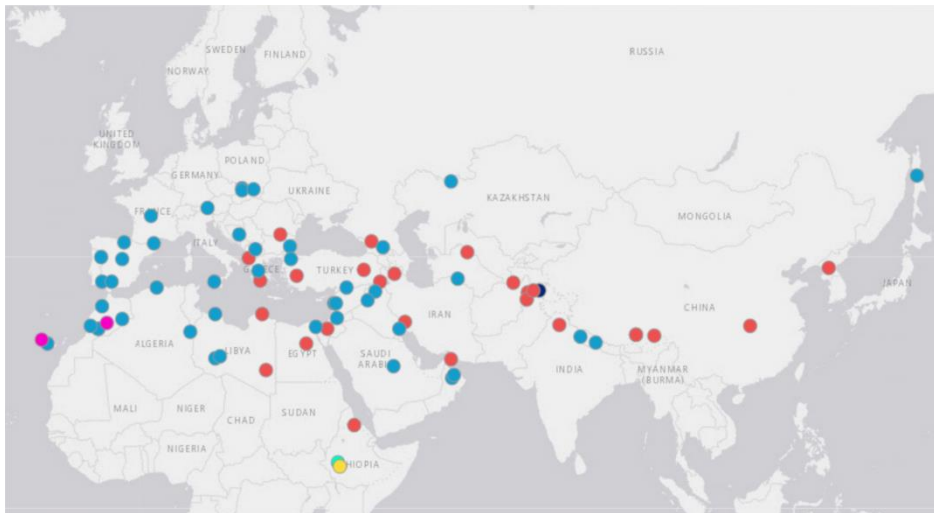 SWEDEN
FINLAND
RUSSIA
NORWAY
UNITED
KINGDOM
POLAND
GERMANY
UKRAINE
KAZAKHSTAN
FRANCE
MONGOLIA
ITALY
GREECE
TURKEY
JAPAN
CHINA
IRAN
ALGERIA
LIBYA
EGYPT
SAUDI
ARABIA
INDIA
MYANMAR
(BURMA)
MALI
NIGER
CHAD
SUDAN
NIGERIA
ETHIOPIA